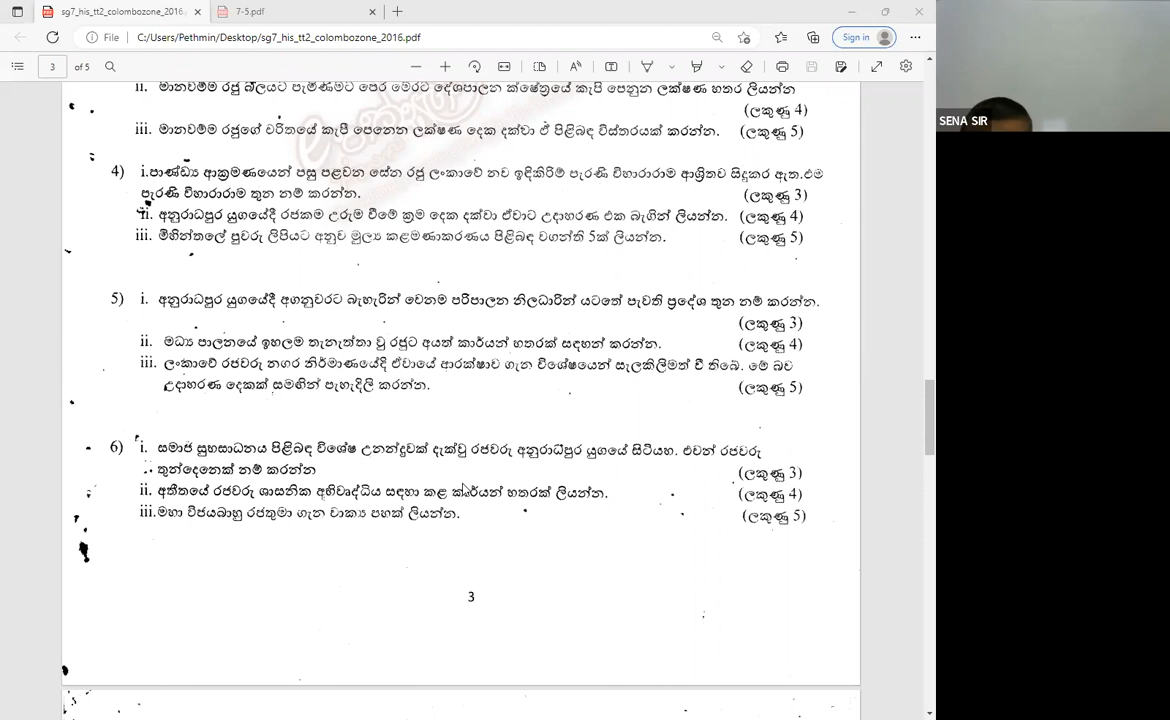 sg7_his_tt2_colombozone_2016.
7-5.pdf
File
C:/Users/Pethmin/Desktop/sg7_his_tt2_colombozone_2016.pdf
Sign in
3 of 5
SENA SIR
ii. මානවම්ම රජු බලයට පැමිණීමට පෙර මෙරට දේශපාලන ක්ෂේත්‍රයේ කැපි පෙනුන ලක්ෂණ හතර ලියන්න
(ලකුණු 4)
iii. මානවම්ම රජුගේ චරිතයේ කැපී පෙනෙන ලක්ෂණ දෙක දක්වා ඒ පිළිබඳ විස්තරයක් කරන්න. (ලකුණු 5)
4) i.පාණ්ඩ්‍ය ආක්‍රමණයෙන් පසු පළවන සේන රජු ලංකාවේ නව ඉදිකිරීම් පැරණි විහාරාරාම ආශ්‍රිතව සිදුකර ඇත.එම
පැරණි විහාරාරාම තුන නම් කරන්න. (ලකුණු 3)
ii. අනුරාධපුර යුගයේදී රජකම උරුම වීමේ ක්‍රම දෙක දක්වා ඒවාට උදාහරණ එක බැගින් ලියන්න. (ලකුණු 4)
iii. මිහින්තලේ පුවරු ලිපියට අනුව මුල්‍ය කළමණාකරණය පිළිබඳ වගන්ති 5ක් ලියන්න. (ලකුණු 5)
5) i. අනුරාධපුර යුගයේදී අගනුවරට බැහැරින් වෙනම පරිපාලන නිලධාරින් යටතේ පැවති ප්‍රදේශ තුන නම් කරන්න.
(ලකුණු 3)
ii. මධ්‍ය පාලනයේ ඉහලම තැනැත්තා වු රජුට අයත් කාර්යන් හතරක් සඳහන් කරන්න. (ලකුණු 4)
iii. ලංකාවේ රජවරු නගර නිර්මාණයේදි ඒවායේ ආරක්ෂාව ගැන විශේෂයෙන් සැලකිලිමත් වී තිබේ. මේ බව
උදාහරණ දෙකක් සමඟින් පැහැදිලි කරන්න. (ලකුණු 5)
6) i. සමාජ සුභසාධනය පිළිබඳ විශේෂ උනන්දුවක් දැක්වු රජවරු අනුරාධපුර යුගයේ සිටියහ. එවන් රජවරු
තුන්දෙනෙක් නම් කරන්න (ලකුණු 3)
ii. අතීතයේ රජවරු ශාසනික අභිවෘද්ධිය සඳහා කළ කාර්යන් හතරක් ලියන්න. (ලකුණු 4)
iii.මහා විජයබාහු රජතුමා ගැන වාක්‍ය පහක් ලියන්න. (ලකුණු 5)
3